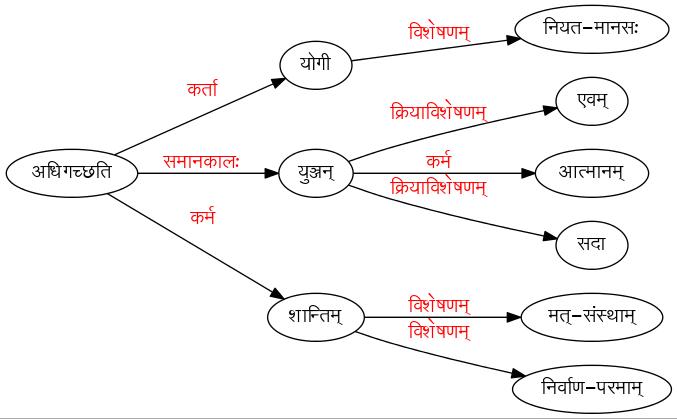 नियत-मानसः
विशेषणम्
योगी
एवम्
कर्ता
क्रियाविशेषणम्
अधिगच्छति
समानकालः
युञ्जन्
कर्म
आत्मानम्
क्रियाविशेषणम्
कर्म
सदा
शान्तिम्
विशेषणम्
मत्-संस्थाम्
विशेषणम्
निर्वाण-परमाम्